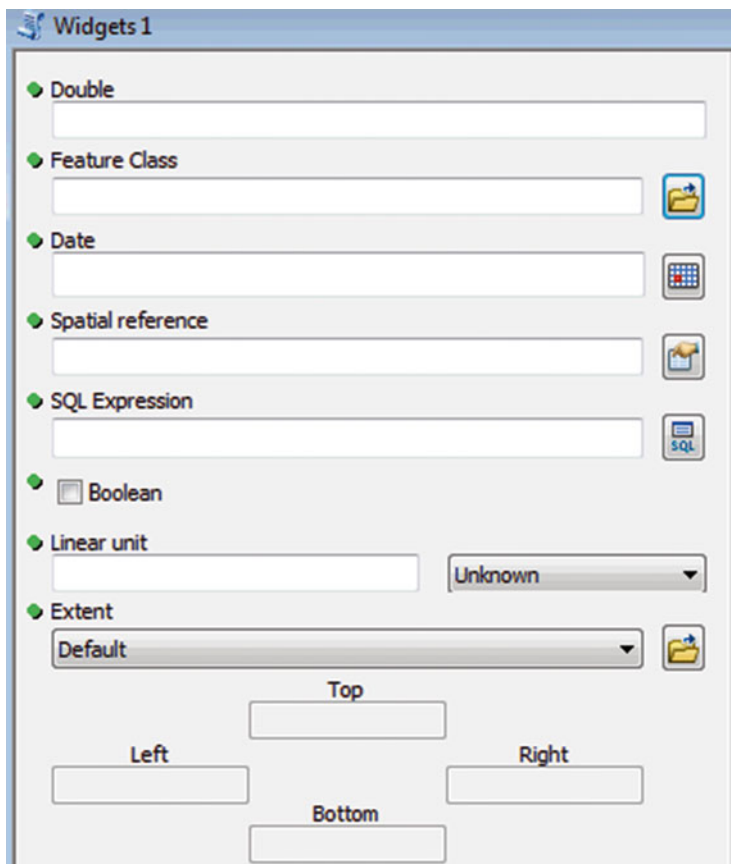 Widgets 1
Double
Feature Class
Date
Spatial reference
SQL Expression
SQL
Boolean
Linear unit
Unknown
Extent
Default
Top
Left Right
Bottom